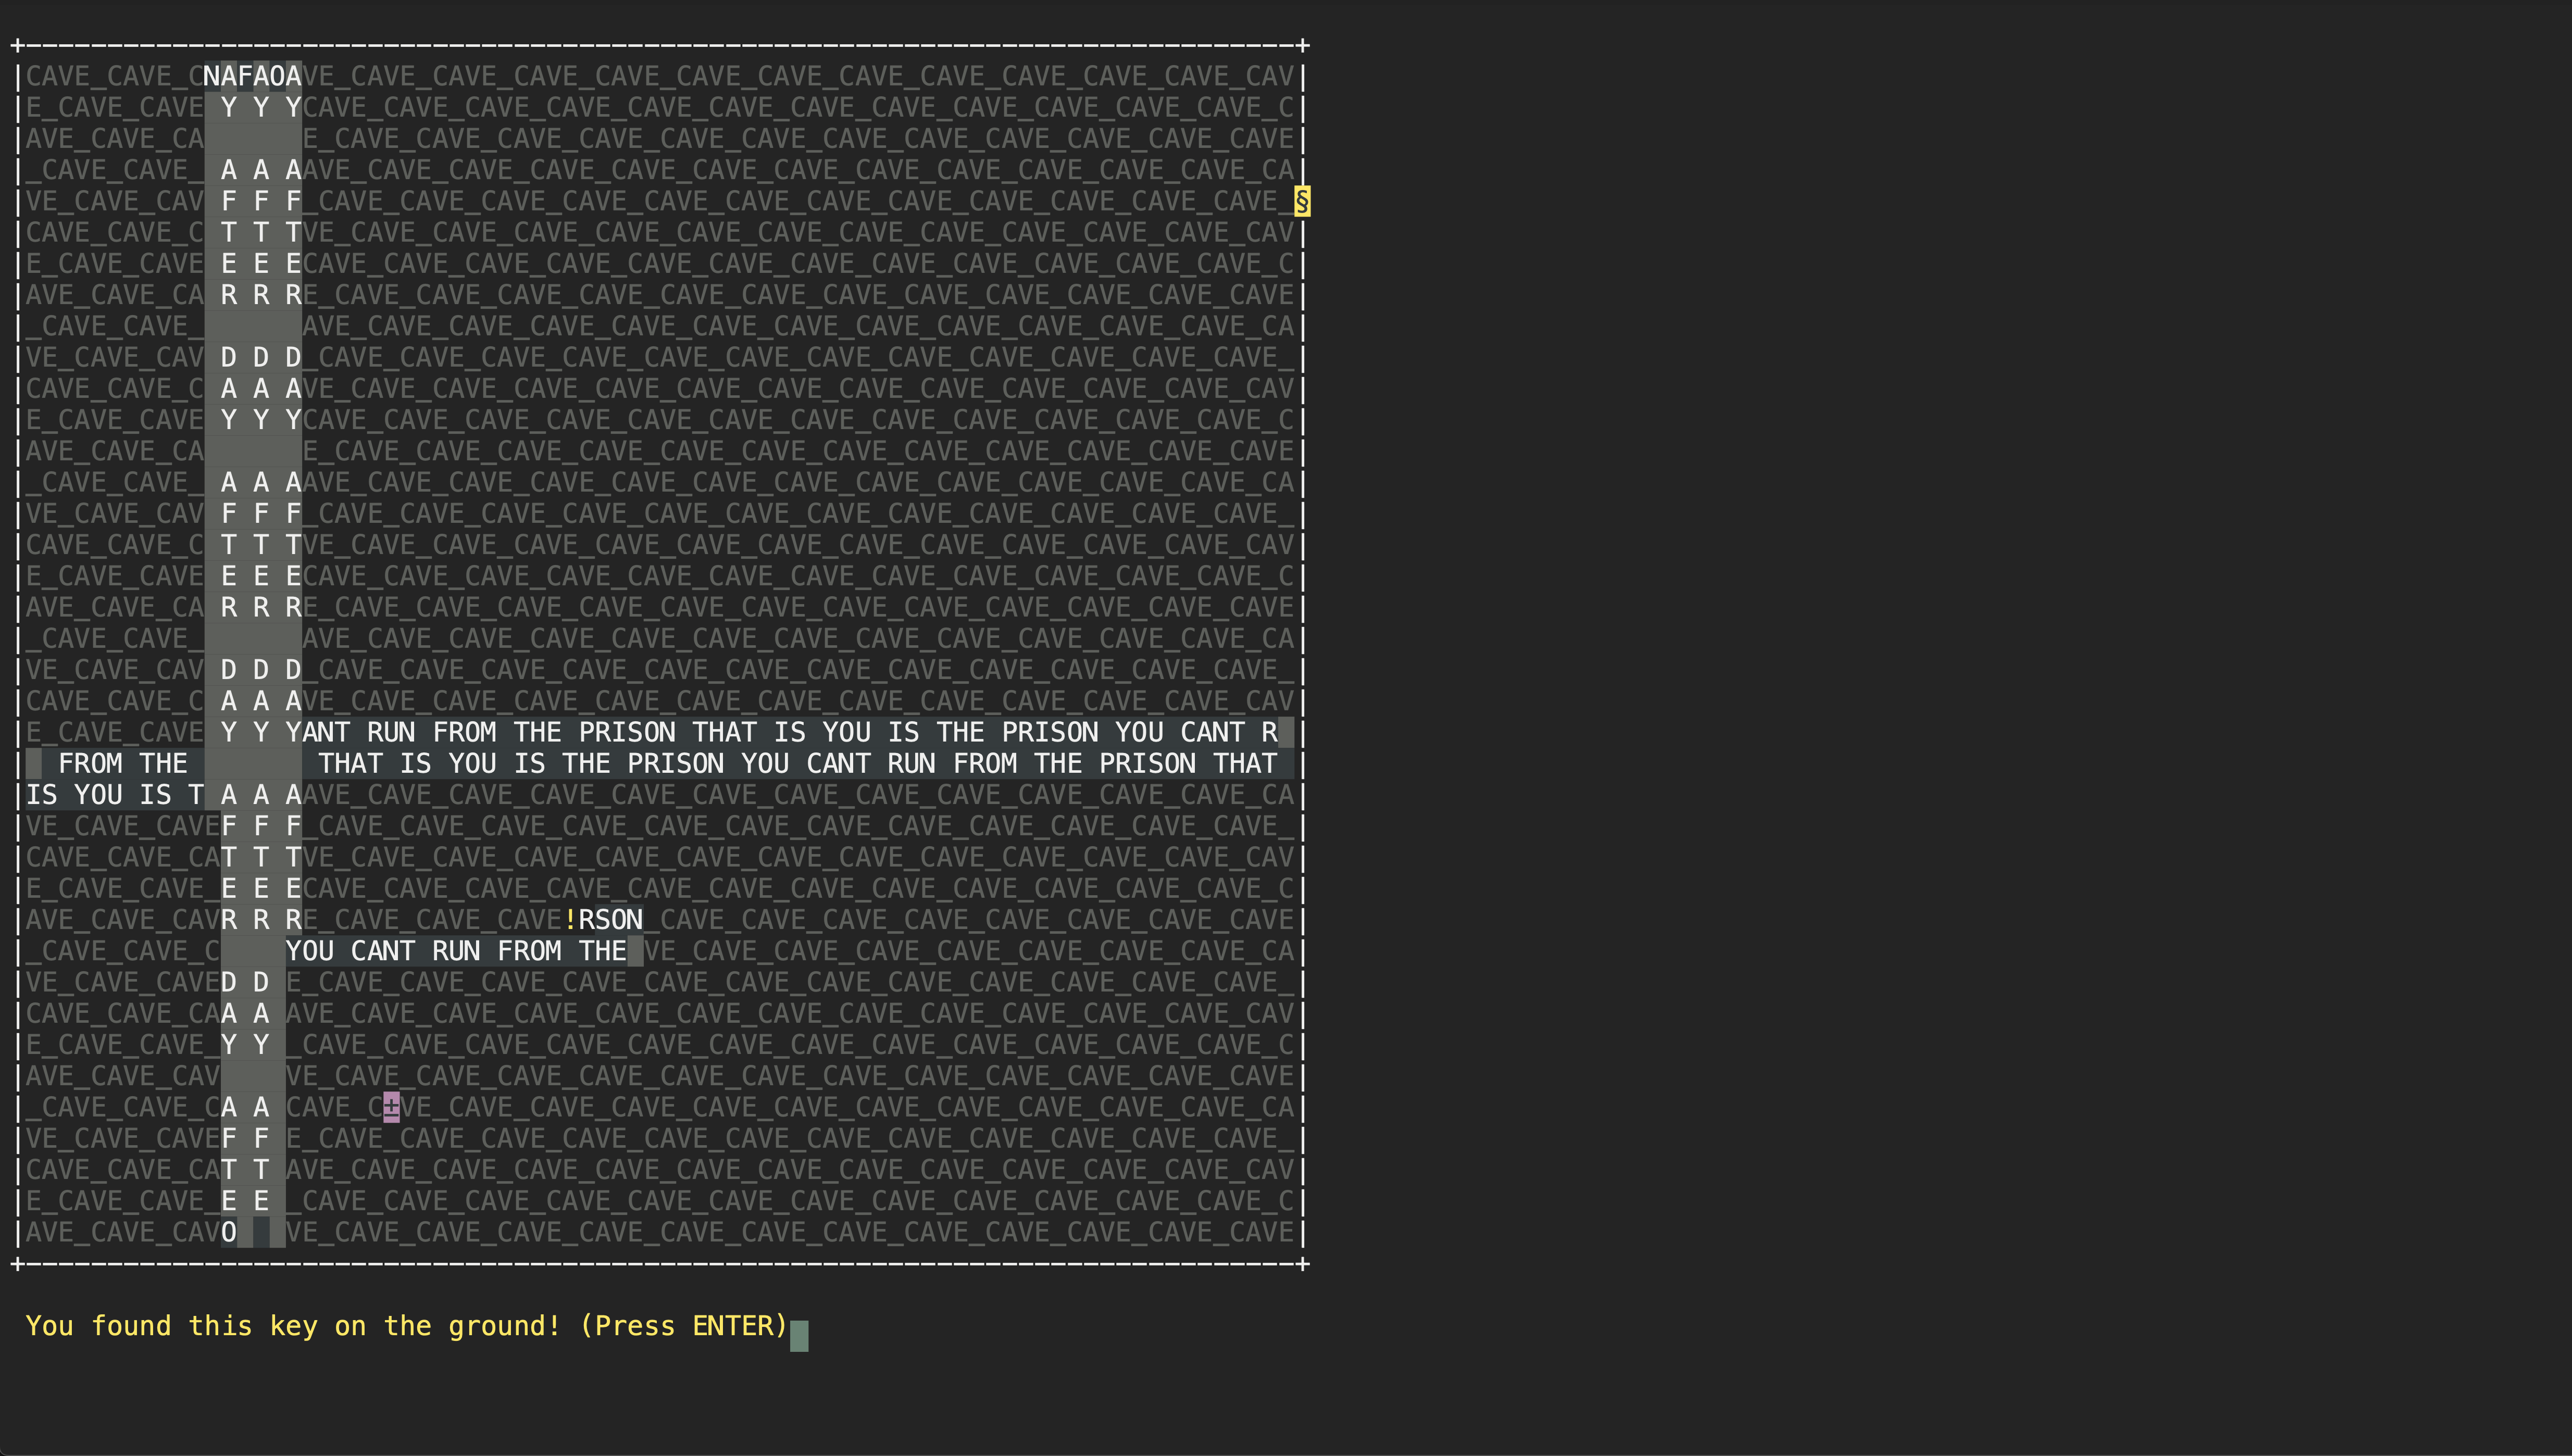 +------------------------------------------------------------------------------+
|CAVE_CAVE_CNAFAOAVE_CAVE_CAVE_CAVE_CAVE_CAVE_CAVE_CAVE_CAVE_CAVE_CAVE_CAVE_CAV|
|E_CAVE_CAVE Y Y YCAVE_CAVE_CAVE_CAVE_CAVE_CAVE_CAVE_CAVE_CAVE_CAVE_CAVE_CAVE_C|
|AVE_CAVE_CA      E_CAVE_CAVE_CAVE_CAVE_CAVE_CAVE_CAVE_CAVE_CAVE_CAVE_CAVE_CAVE|
|_CAVE_CAVE_ A A AAVE_CAVE_CAVE_CAVE_CAVE_CAVE_CAVE_CAVE_CAVE_CAVE_CAVE_CAVE_CA|
|VE_CAVE_CAV F F F_CAVE_CAVE_CAVE_CAVE_CAVE_CAVE_CAVE_CAVE_CAVE_CAVE_CAVE_CAVE_§
|CAVE_CAVE_C T T TVE_CAVE_CAVE_CAVE_CAVE_CAVE_CAVE_CAVE_CAVE_CAVE_CAVE_CAVE_CAV|
|E_CAVE_CAVE E E ECAVE_CAVE_CAVE_CAVE_CAVE_CAVE_CAVE_CAVE_CAVE_CAVE_CAVE_CAVE_C|
|AVE_CAVE_CA R R RE_CAVE_CAVE_CAVE_CAVE_CAVE_CAVE_CAVE_CAVE_CAVE_CAVE_CAVE_CAVE|
|_CAVE_CAVE_      AVE_CAVE_CAVE_CAVE_CAVE_CAVE_CAVE_CAVE_CAVE_CAVE_CAVE_CAVE_CA|
|VE_CAVE_CAV D D D_CAVE_CAVE_CAVE_CAVE_CAVE_CAVE_CAVE_CAVE_CAVE_CAVE_CAVE_CAVE_|
|CAVE_CAVE_C A A AVE_CAVE_CAVE_CAVE_CAVE_CAVE_CAVE_CAVE_CAVE_CAVE_CAVE_CAVE_CAV|
|E_CAVE_CAVE Y Y YCAVE_CAVE_CAVE_CAVE_CAVE_CAVE_CAVE_CAVE_CAVE_CAVE_CAVE_CAVE_C|
|AVE_CAVE_CA      E_CAVE_CAVE_CAVE_CAVE_CAVE_CAVE_CAVE_CAVE_CAVE_CAVE_CAVE_CAVE|
|_CAVE_CAVE_ A A AAVE_CAVE_CAVE_CAVE_CAVE_CAVE_CAVE_CAVE_CAVE_CAVE_CAVE_CAVE_CA|
|VE_CAVE_CAV F F F_CAVE_CAVE_CAVE_CAVE_CAVE_CAVE_CAVE_CAVE_CAVE_CAVE_CAVE_CAVE_|
|CAVE_CAVE_C T T TVE_CAVE_CAVE_CAVE_CAVE_CAVE_CAVE_CAVE_CAVE_CAVE_CAVE_CAVE_CAV|
|E_CAVE_CAVE E E ECAVE_CAVE_CAVE_CAVE_CAVE_CAVE_CAVE_CAVE_CAVE_CAVE_CAVE_CAVE_C|
|AVE_CAVE_CA R R RE_CAVE_CAVE_CAVE_CAVE_CAVE_CAVE_CAVE_CAVE_CAVE_CAVE_CAVE_CAVE|
|_CAVE_CAVE_      AVE_CAVE_CAVE_CAVE_CAVE_CAVE_CAVE_CAVE_CAVE_CAVE_CAVE_CAVE_CA|
|VE_CAVE_CAV D D D_CAVE_CAVE_CAVE_CAVE_CAVE_CAVE_CAVE_CAVE_CAVE_CAVE_CAVE_CAVE_|
|CAVE_CAVE_C A A AVE_CAVE_CAVE_CAVE_CAVE_CAVE_CAVE_CAVE_CAVE_CAVE_CAVE_CAVE_CAV|
|E_CAVE_CAVE Y Y YANT RUN FROM THE PRISON THAT IS YOU IS THE PRISON YOU CANT R |
|  FROM THE        THAT IS YOU IS THE PRISON YOU CANT RUN FROM THE PRISON THAT |
|IS YOU IS T A A AAVE_CAVE_CAVE_CAVE_CAVE_CAVE_CAVE_CAVE_CAVE_CAVE_CAVE_CAVE_CA|
|VE_CAVE_CAVEF F F_CAVE_CAVE_CAVE_CAVE_CAVE_CAVE_CAVE_CAVE_CAVE_CAVE_CAVE_CAVE_|
|CAVE_CAVE_CAT T TVE_CAVE_CAVE_CAVE_CAVE_CAVE_CAVE_CAVE_CAVE_CAVE_CAVE_CAVE_CAV|
|E_CAVE_CAVE_E E ECAVE_CAVE_CAVE_CAVE_CAVE_CAVE_CAVE_CAVE_CAVE_CAVE_CAVE_CAVE_C|
|AVE_CAVE_CAVR R RE_CAVE_CAVE_CAVE!RSON_CAVE_CAVE_CAVE_CAVE_CAVE_CAVE_CAVE_CAVE|
|_CAVE_CAVE_C    YOU CANT RUN FROM THE VE_CAVE_CAVE_CAVE_CAVE_CAVE_CAVE_CAVE_CA|
|VE_CAVE_CAVED D E_CAVE_CAVE_CAVE_CAVE_CAVE_CAVE_CAVE_CAVE_CAVE_CAVE_CAVE_CAVE_|
|CAVE_CAVE_CAA A AVE_CAVE_CAVE_CAVE_CAVE_CAVE_CAVE_CAVE_CAVE_CAVE_CAVE_CAVE_CAV|
|E_CAVE_CAVE_Y Y _CAVE_CAVE_CAVE_CAVE_CAVE_CAVE_CAVE_CAVE_CAVE_CAVE_CAVE_CAVE_C|
|AVE_CAVE_CAV    VE_CAVE_CAVE_CAVE_CAVE_CAVE_CAVE_CAVE_CAVE_CAVE_CAVE_CAVE_CAVE|
|_CAVE_CAVE_CA A CAVE_C±VE_CAVE_CAVE_CAVE_CAVE_CAVE_CAVE_CAVE_CAVE_CAVE_CAVE_CA|
|VE_CAVE_CAVEF F E_CAVE_CAVE_CAVE_CAVE_CAVE_CAVE_CAVE_CAVE_CAVE_CAVE_CAVE_CAVE_|
|CAVE_CAVE_CAT T AVE_CAVE_CAVE_CAVE_CAVE_CAVE_CAVE_CAVE_CAVE_CAVE_CAVE_CAVE_CAV|
|E_CAVE_CAVE_E E _CAVE_CAVE_CAVE_CAVE_CAVE_CAVE_CAVE_CAVE_CAVE_CAVE_CAVE_CAVE_C|
|AVE_CAVE_CAVO   VE_CAVE_CAVE_CAVE_CAVE_CAVE_CAVE_CAVE_CAVE_CAVE_CAVE_CAVE_CAVE|
+------------------------------------------------------------------------------+
You found this key on the ground! (Press ENTER)